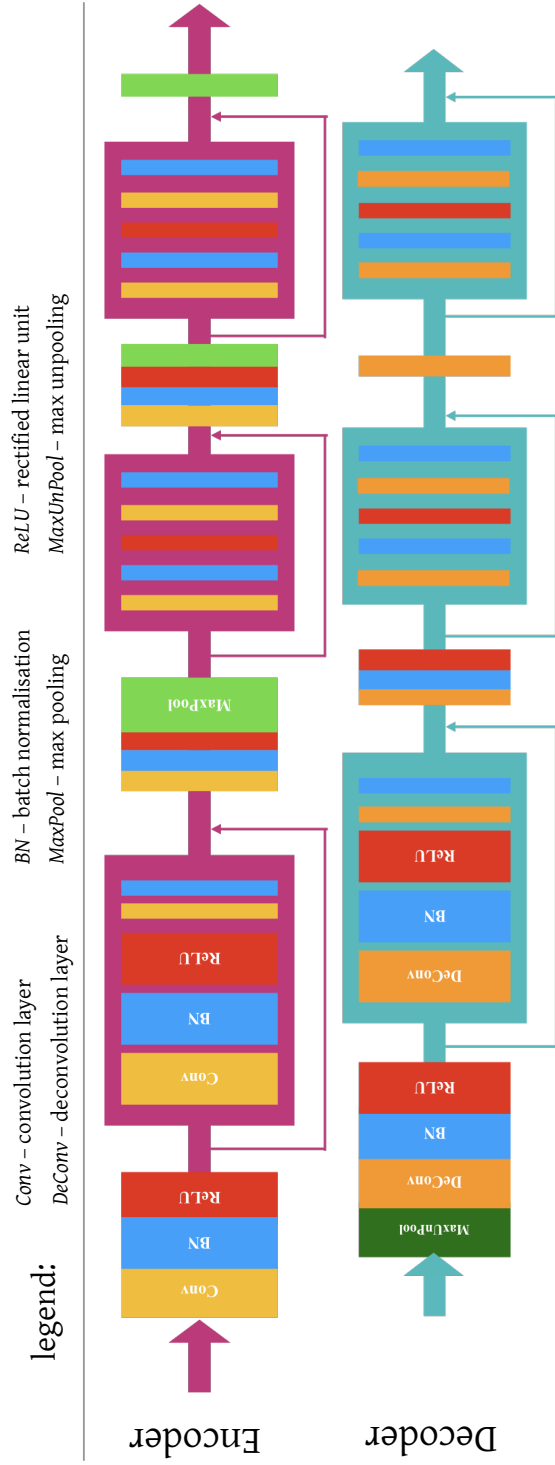 legend:
Conv – convolution layer
BN – batch normalisation
ReLU – rectified linear unit
DeConv – deconvolution layer
MaxPool – max pooling
MaxUnPool – max unpooling
Encoder
Conv
BN
ReLU
Conv
BN
ReLU
MaxPool
Decoder
MaxUnPool
DeConv
BN
ReLU
DeConv
BN
ReLU